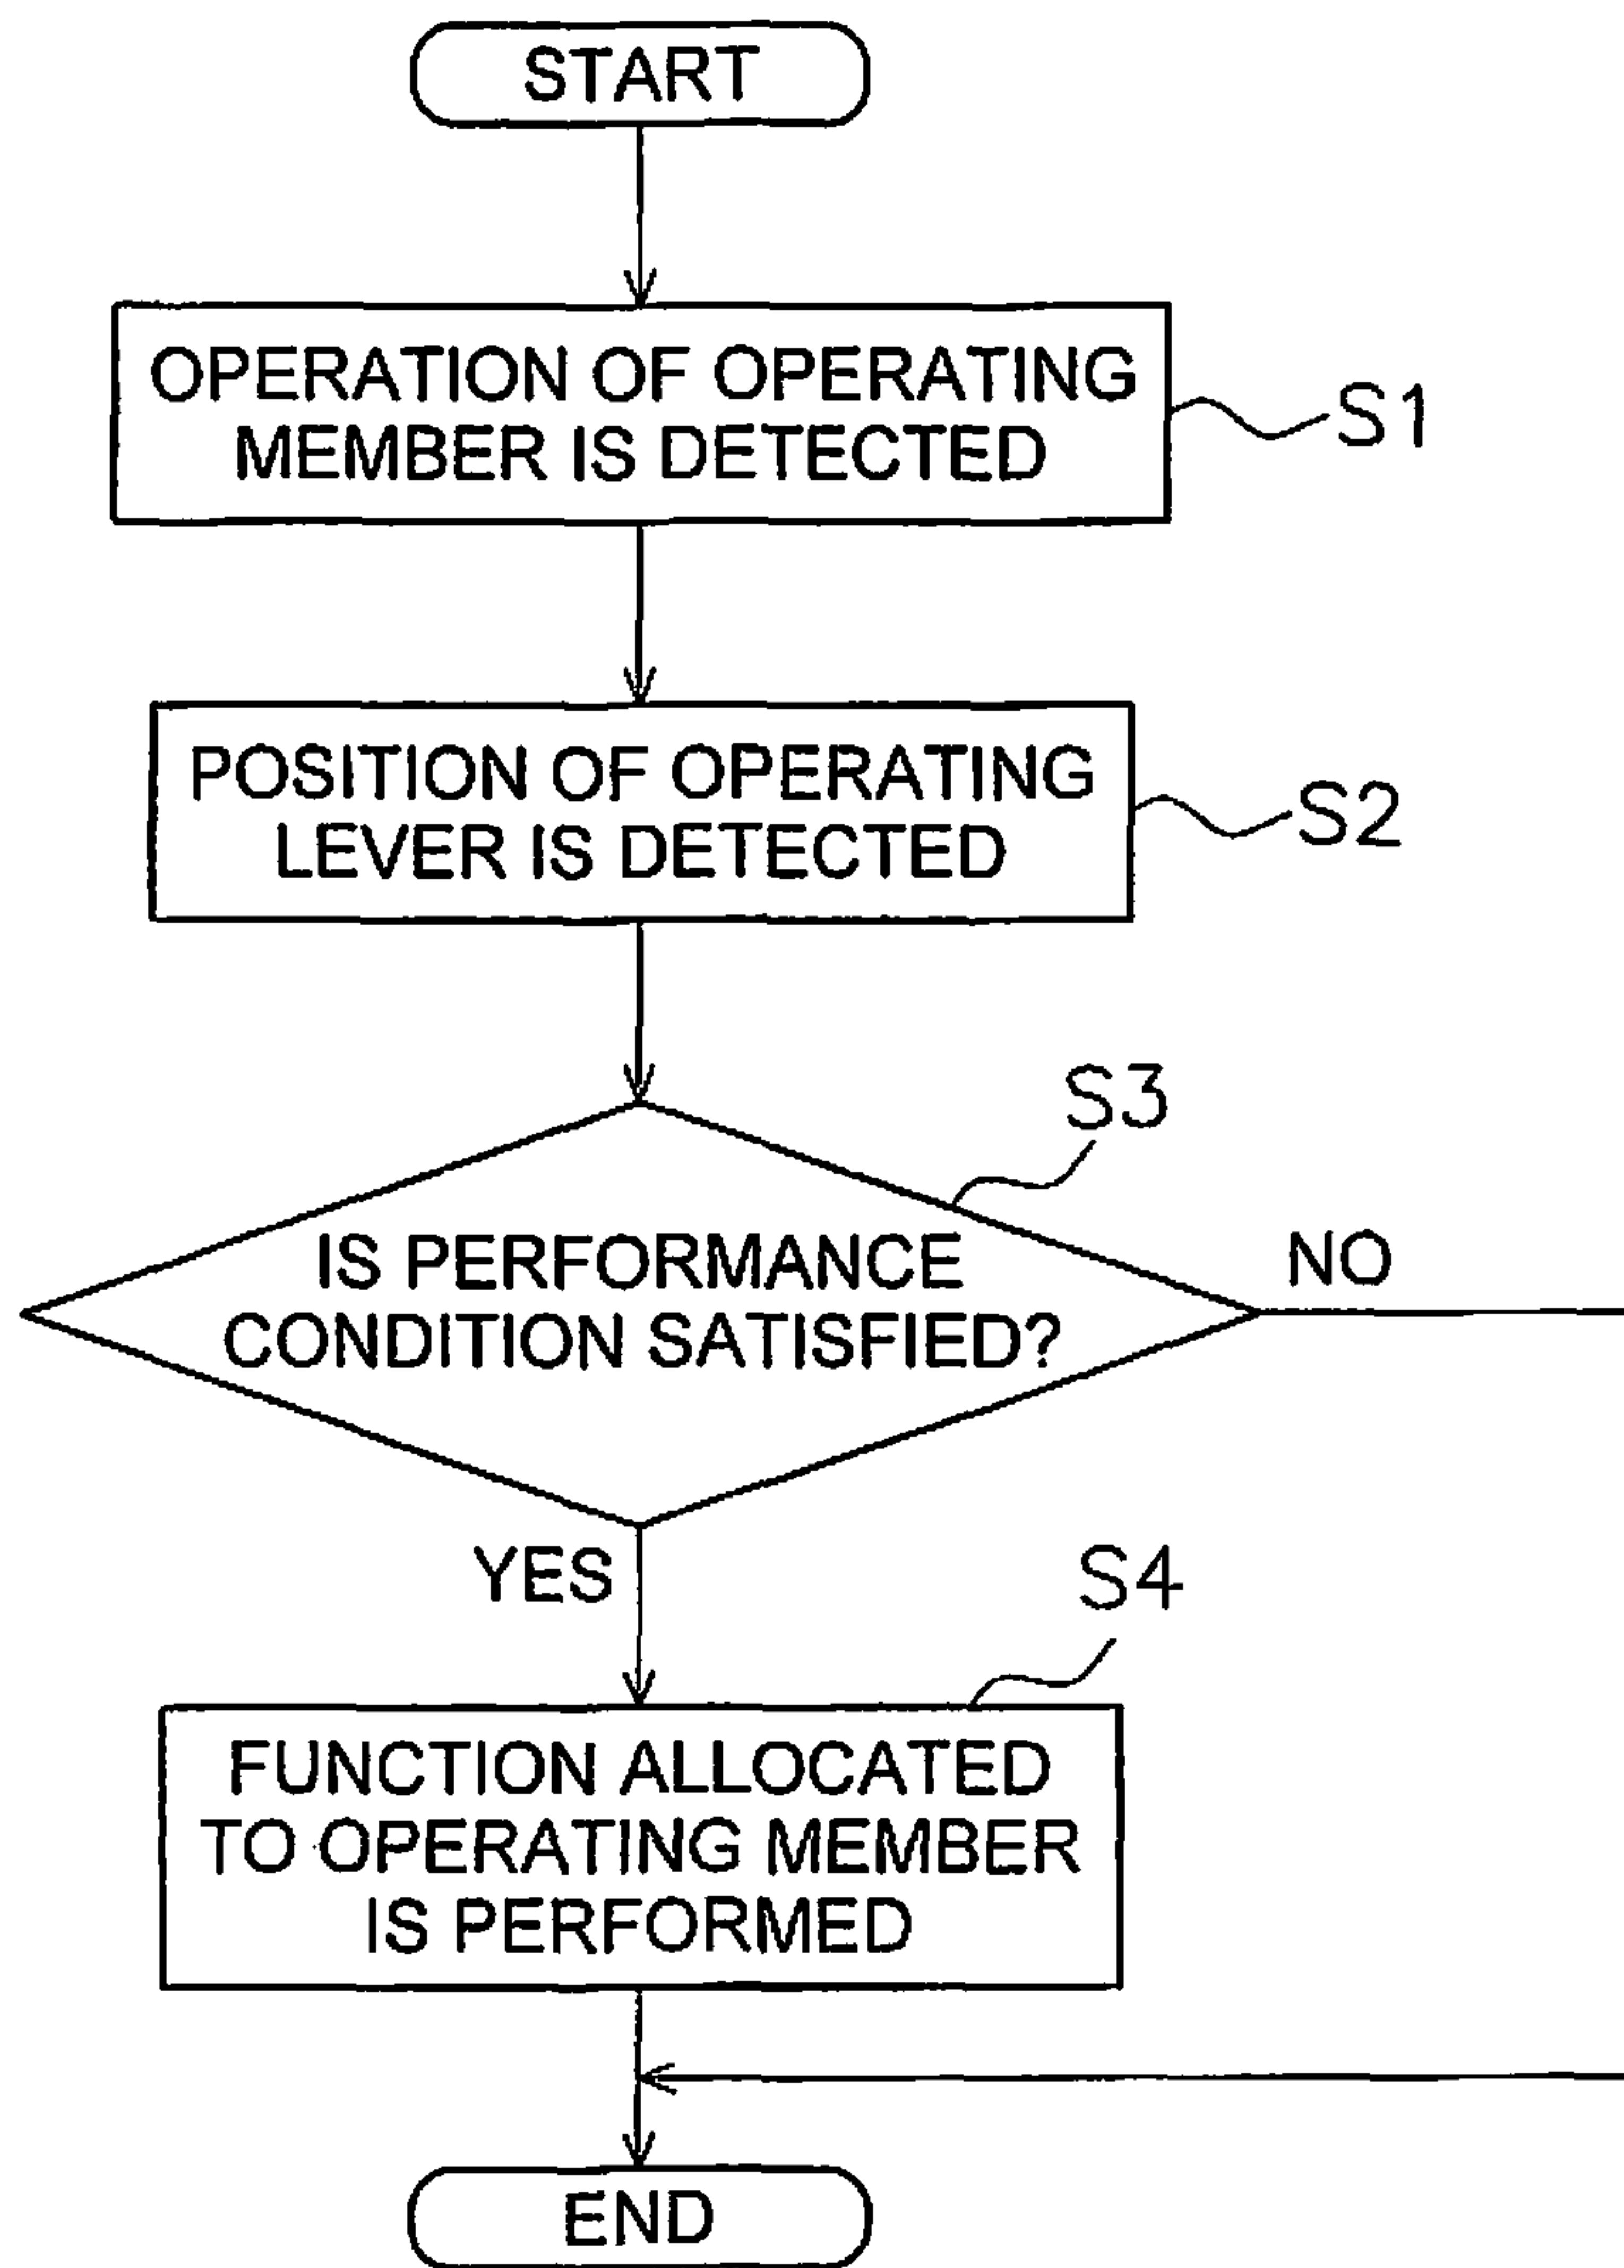 START
OPERATION OF OPERATING
MEMBER IS DETECTED
S1
POSITION OF OPERATING
LEVER IS DETECTED
S2
S3
IS PERFORMANCE
CONDITION SATISFIED?
NO
YES
S4
FUNCTION ALLOCATED
TO OPERATING MEMBER
IS PERFORMED
END